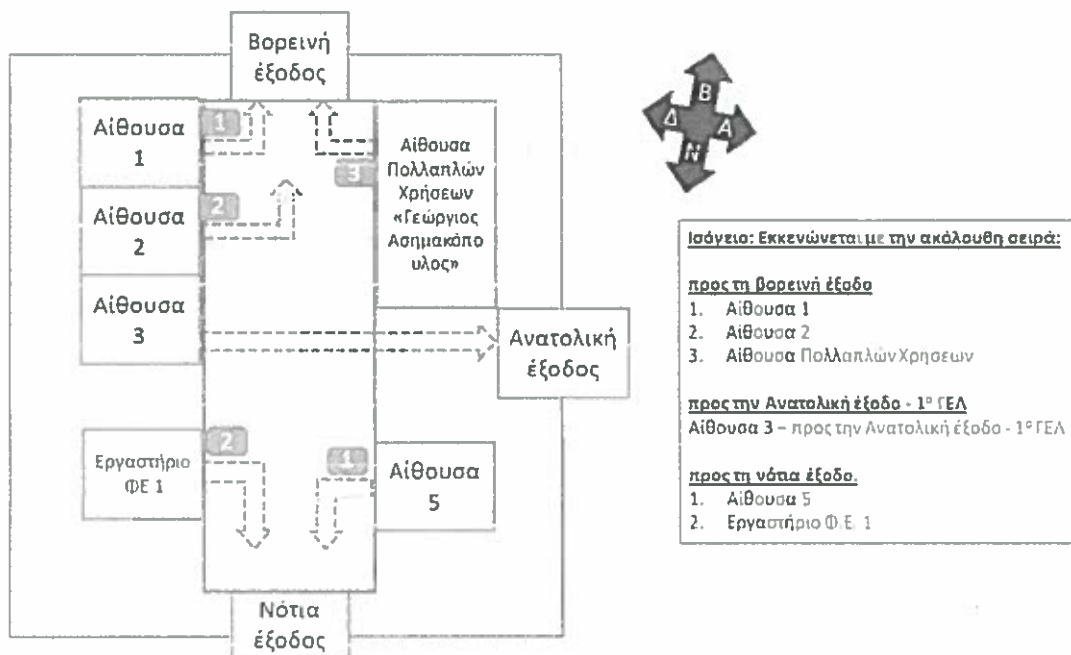 Βορεινή
έξοδος
Αίθουσα
1
1
Αίθουσα
2
2
Αίθουσα
3
3
Αίθουσα
Πολλαπλών
Χρήσεων
«Γεώργιος
Ασημακόπο
υλος»
Ανατολική
έξοδος
Εργαστήριο
ΦΕ 1
2
1
Αίθουσα
5
Νότια
έξοδος
Β
Δ
Α
Ν
Ισόγειο: Εκκενώνεται με την ακόλουθη σειρά:
προς τη βορεινή έξοδο
1. Αίθουσα 1
2. Αίθουσα 2
3. Αίθουσα Πολλαπλών Χρησεων
προς την Ανατολική έξοδο - 1º ΓΕΛ
Αίθουσα 3 – προς την Ανατολική έξοδο - 1º ΓΕΛ
προς τη νότια έξοδο.
1. Αίθουσα 5
2. Εργαστήριο Φ.Ε. 1